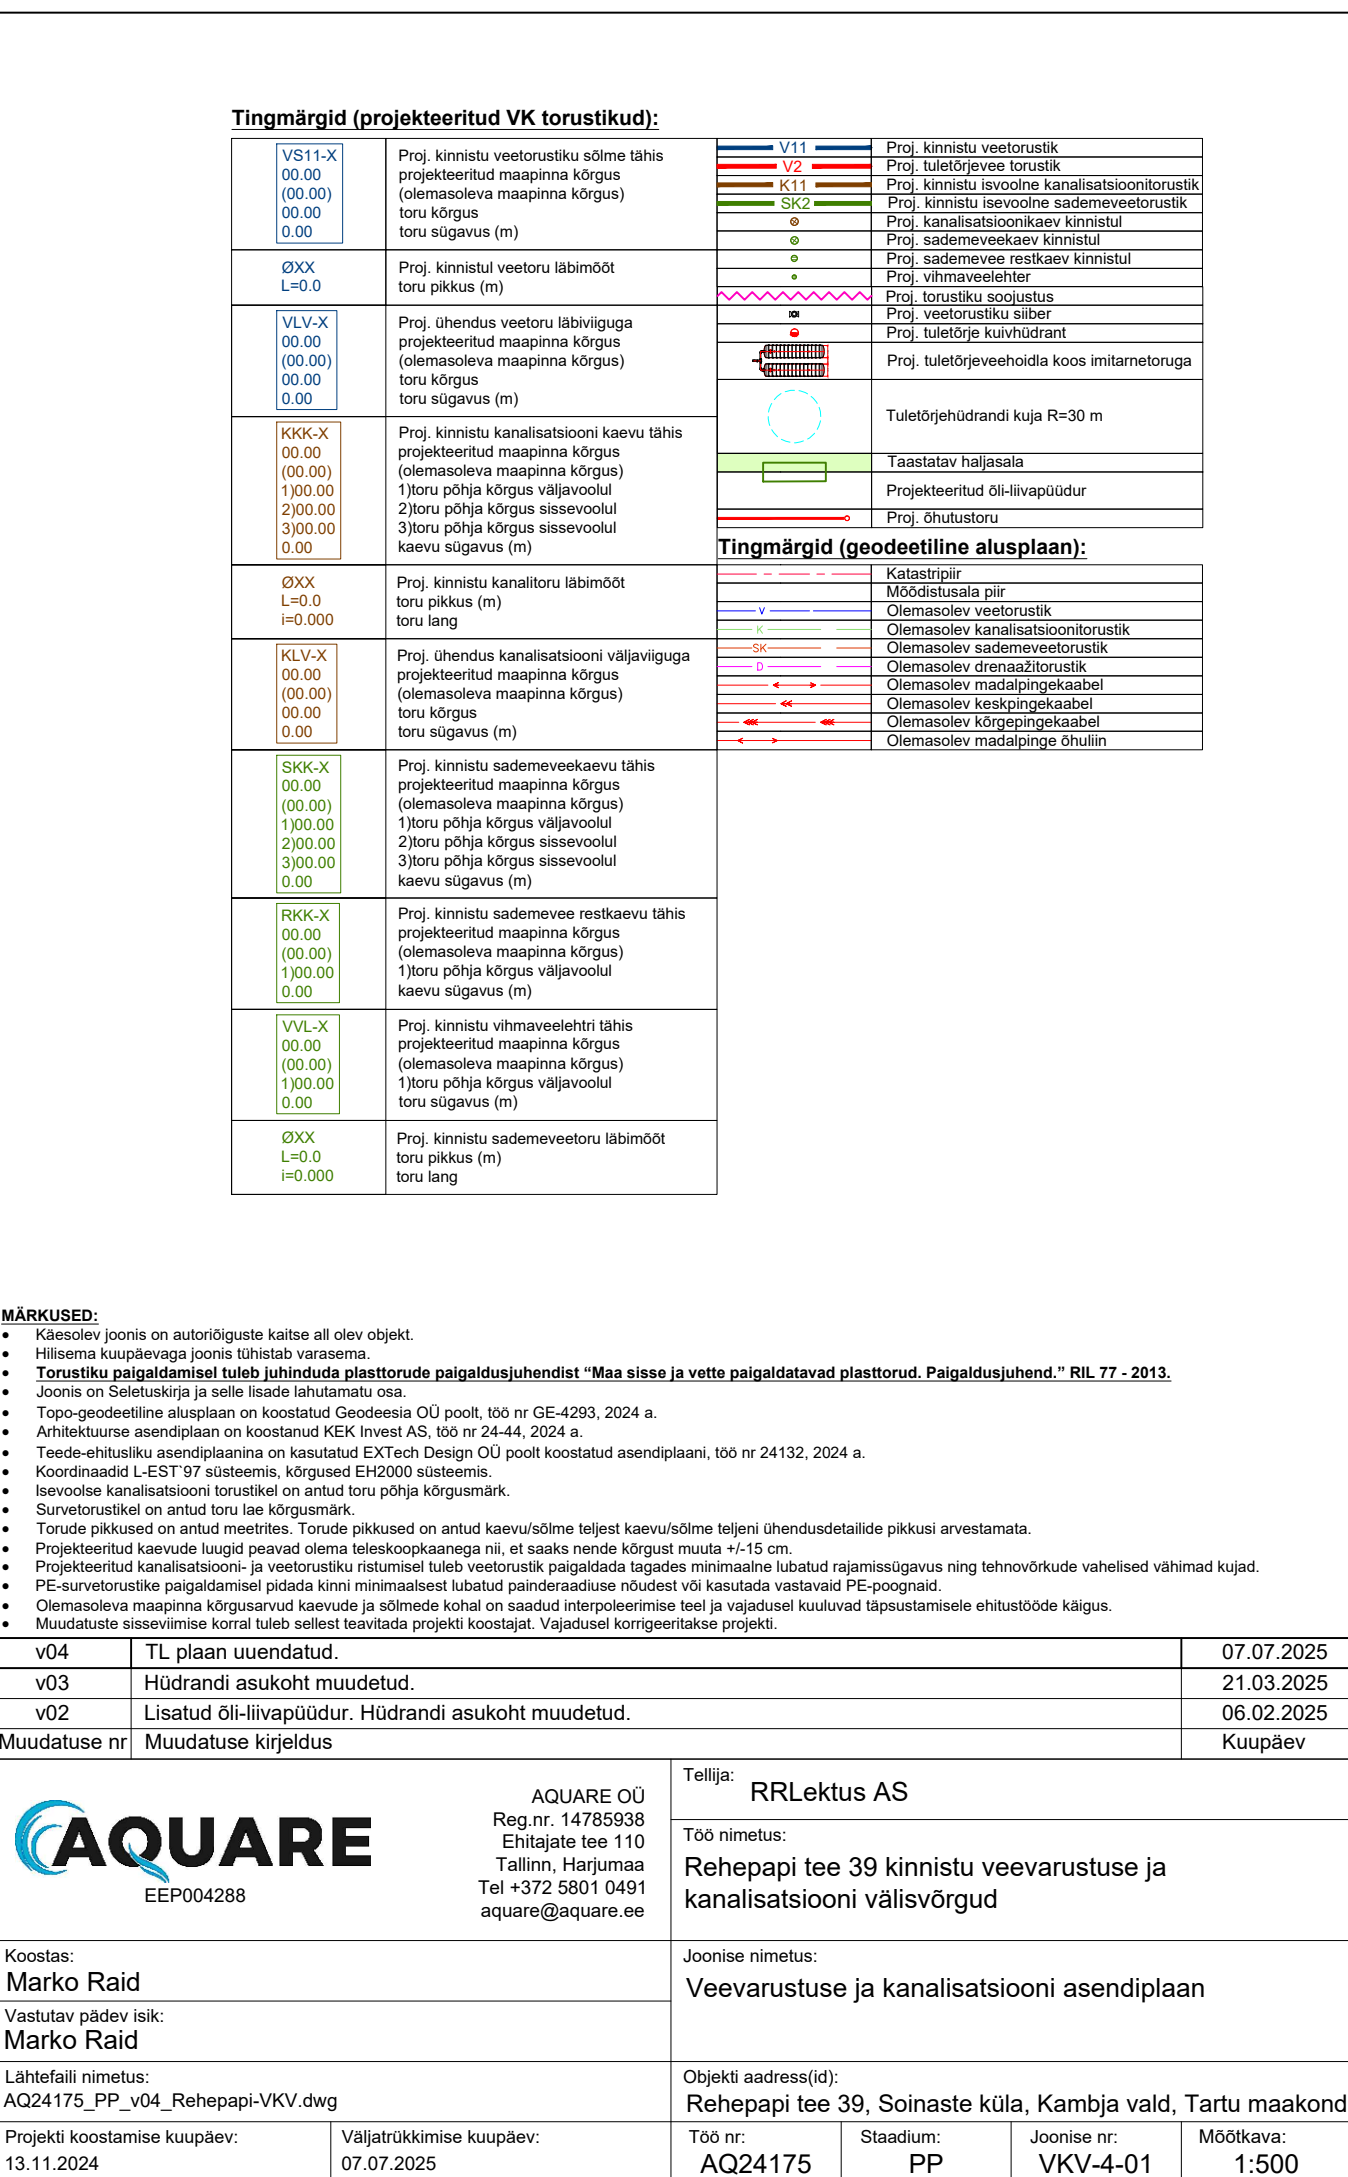 Tingmärgid (projekteeritud VK torustikud):
VS11-X
00.00
(00.00)
00.00
0.00
Proj. kinnistu veetorustiku sõlme tähis
projekteeritud maapinna kõrgus
(olemasoleva maapinna kõrgus)
toru kõrgus
toru sügavus (m)
ØXX
L=0.0
Proj. kinnistul veetoru läbimõõt
toru pikkus (m)
VLV-X
00.00
(00.00)
00.00
0.00
Proj. ühendus veetoru läbiviiguga
projekteeritud maapinna kõrgus
(olemasoleva maapinna kõrgus)
toru kõrgus
toru sügavus (m)
KKK-X
00.00
(00.00)
1)00.00
2)00.00
3)00.00
0.00
Proj. kinnistu kanalisatsiooni kaevu tähis
projekteeritud maapinna kõrgus
(olemasoleva maapinna kõrgus)
1)toru põhja kõrgus väljavoolul
2)toru põhja kõrgus sissevoolul
3)toru põhja kõrgus sissevoolul
kaevu sügavus (m)
ØXX
L=0.0
i=0.000
Proj. kinnistu kanalitoru läbimõõt
toru pikkus (m)
toru lang
KLV-X
00.00
(00.00)
00.00
0.00
Proj. ühendus kanalisatsiooni väljaviiguga
projekteeritud maapinna kõrgus
(olemasoleva maapinna kõrgus)
toru kõrgus
toru sügavus (m)
SKK-X
00.00
(00.00)
1)00.00
2)00.00
3)00.00
0.00
Proj. kinnistu sademeveekaevu tähis
projekteeritud maapinna kõrgus
(olemasoleva maapinna kõrgus)
1)toru põhja kõrgus väljavoolul
2)toru põhja kõrgus sissevoolul
3)toru põhja kõrgus sissevoolul
kaevu sügavus (m)
RKK-X
00.00
(00.00)
1)00.00
0.00
Proj. kinnistu sademevee restkaevu tähis
projekteeritud maapinna kõrgus
(olemasoleva maapinna kõrgus)
1)toru põhja kõrgus väljavoolul
kaevu sügavus (m)
VVL-X
00.00
(00.00)
1)00.00
0.00
Proj. kinnistu vihmaveelehtri tähis
projekteeritud maapinna kõrgus
(olemasoleva maapinna kõrgus)
1)toru põhja kõrgus väljavoolul
toru sügavus (m)
ØXX
L=0.0
i=0.000
Proj. kinnistu sademeveetoru läbimõõt
toru pikkus (m)
toru lang
V11 Proj. kinnistu veetorustik
V2 Proj. tuletõrjevee torustik
K11 Proj. kinnistu isvoolne kanalisatsioonitorustik
SK2 Proj. kinnistu isevoolne sademeveetorustik
Proj. kanalisatsioonikaev kinnistul
Proj. sademeveekaev kinnistul
Proj. sademevee restkaev kinnistul
Proj. vihmaveelehter
Proj. torustiku soojustus
Proj. veetorustiku siiber
Proj. tuletõrje kuivhüdrant
Proj. tuletõrjeveehoidla koos imitarnetoruga
Tuletõrjehüdrandi kuja R=30 m
Taastatav haljasala
Projekteeritud õli-liivapüüdur
Proj. õhutustoru
Tingmärgid (geodeetiline alusplaan):
Katastripiir
Mõõdistusala piir
V Olemasolev veetorustik
K Olemasolev kanalisatsioonitorustik
SK Olemasolev sademeveetorustik
D Olemasolev drenaažitorustik
Olemasolev madalpingekaabel
Olemasolev keskpingekaabel
Olemasolev kõrgepingekaabel
Olemasolev madalpinge õhuliin
MÄRKUSED:
• Käesolev joonis on autoriõiguste kaitse all olev objekt.
• Hilisema kuupäevaga joonis tühistab varasema.
• Torustiku paigaldamisel tuleb juhinduda plasttorude paigaldusjuhendist “Maa sisse ja vette paigaldatavad plasttorud. Paigaldusjuhend.” RIL 77 - 2013.
• Joonis on Seletuskirja ja selle lisade lahutamatu osa.
• Topo-geodeetiline alusplaan on koostatud Geodeesia OÜ poolt, töö nr GE-4293, 2024 a.
• Arhitektuurse asendiplaan on koostanud KEK Invest AS, töö nr 24-44, 2024 a.
• Teede-ehitusliku asendiplaanina on kasutatud EXTech Design OÜ poolt koostatud asendiplaani, töö nr 24132, 2024 a.
• Koordinaadid L-EST`97 süsteemis, kõrgused EH2000 süsteemis.
• Isevoolse kanalisatsiooni torustikel on antud toru põhja kõrgusmärk.
• Survetorustikel on antud toru lae kõrgusmärk.
• Torude pikkused on antud meetrites. Torude pikkused on antud kaevu/sõlme teljest kaevu/sõlme teljeni ühendusdetailide pikkusi arvestamata.
• Projekteeritud kaevude luugid peavad olema teleskoopkaanega nii, et saaks nende kõrgust muuta +/-15 cm.
• Projekteeritud kanalisatsiooni- ja veetorustiku ristumisel tuleb veetorustik paigaldada tagades minimaalne lubatud rajamissügavus ning tehnovõrkude vahelised vähimad kujad.
• PE-survetorustike paigaldamisel pidada kinni minimaalsest lubatud painderaadiuse nõudest või kasutada vastavaid PE-poognaid.
• Olemasoleva maapinna kõrgusarvud kaevude ja sõlmede kohal on saadud interpoleerimise teel ja vajadusel kuuluvad täpsustamisele ehitustööde käigus.
• Muudatuste sisseviimise korral tuleb sellest teavitada projekti koostajat. Vajadusel korrigeeritakse projekti.
v04 TL plaan uuendatud. 07.07.2025
v03 Hüdrandi asukoht muudetud. 21.03.2025
v02 Lisatud õli-liivapüüdur. Hüdrandi asukoht muudetud. 06.02.2025
Muudatuse nr Muudatuse kirjeldus Kuupäev
AQUARE
EEP004288
AQUARE OÜ
Reg.nr. 14785938
Ehitajate tee 110
Tallinn, Harjumaa
Tel +372 5801 0491
aquare@aquare.ee
Tellija: RRLektus AS
Töö nimetus:
Rehepapi tee 39 kinnistu veevarustuse ja
kanalisatsiooni välisvõrgud
Koostas:
Marko Raid
Vastutav pädev isik:
Marko Raid
Joonise nimetus:
Veevarustuse ja kanalisatsiooni asendiplaan
Lähtefaili nimetus:
AQ24175_PP_v04_Rehepapi-VKV.dwg
Objekti aadress(id):
Rehepapi tee 39, Soinaste küla, Kambja vald, Tartu maakond
Projekti koostamise kuupäev:
13.11.2024
Väljatrükkimise kuupäev:
07.07.2025
Töö nr:
AQ24175
Staadium:
PP
Joonise nr:
VKV-4-01
Mõõtkava:
1:500